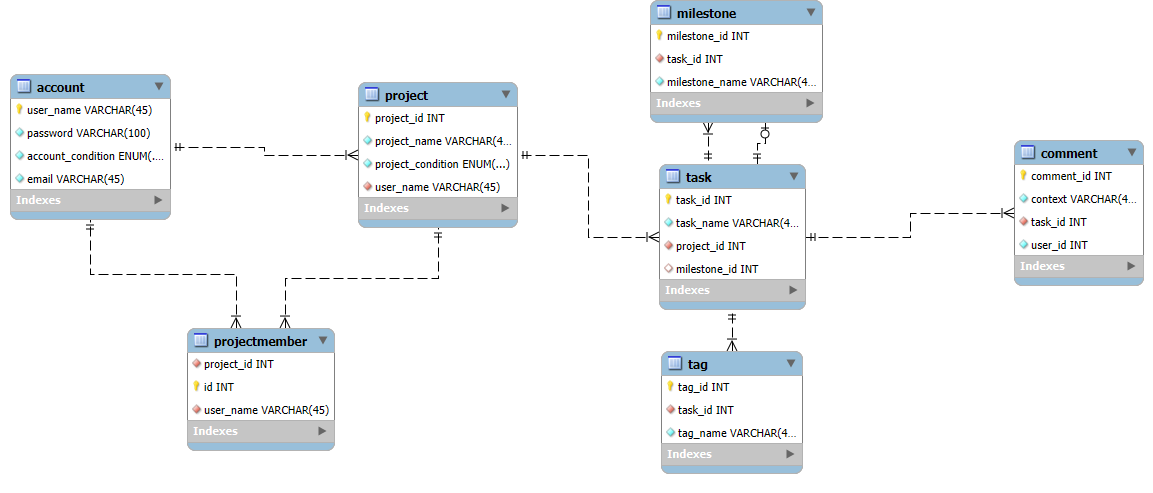 account
user_name VARCHAR(45)
password VARCHAR(100)
account_condition ENUM(....
email VARCHAR(45)
Indexes
project
project_id INT
project_name VARCHAR(4...
project_condition ENUM(...)
user_name VARCHAR(45)
Indexes
projectmember
project_id INT
id INT
user_name VARCHAR(45)
Indexes
milestone
milestone_id INT
task_id INT
milestone_name VARCHAR(4...
Indexes
task
task_id INT
task_name VARCHAR(4...
project_id INT
milestone_id INT
Indexes
tag
tag_id INT
task_id INT
tag_name VARCHAR(4...
Indexes
comment
comment_id INT
context VARCHAR(4...
task_id INT
user_id INT
Indexes